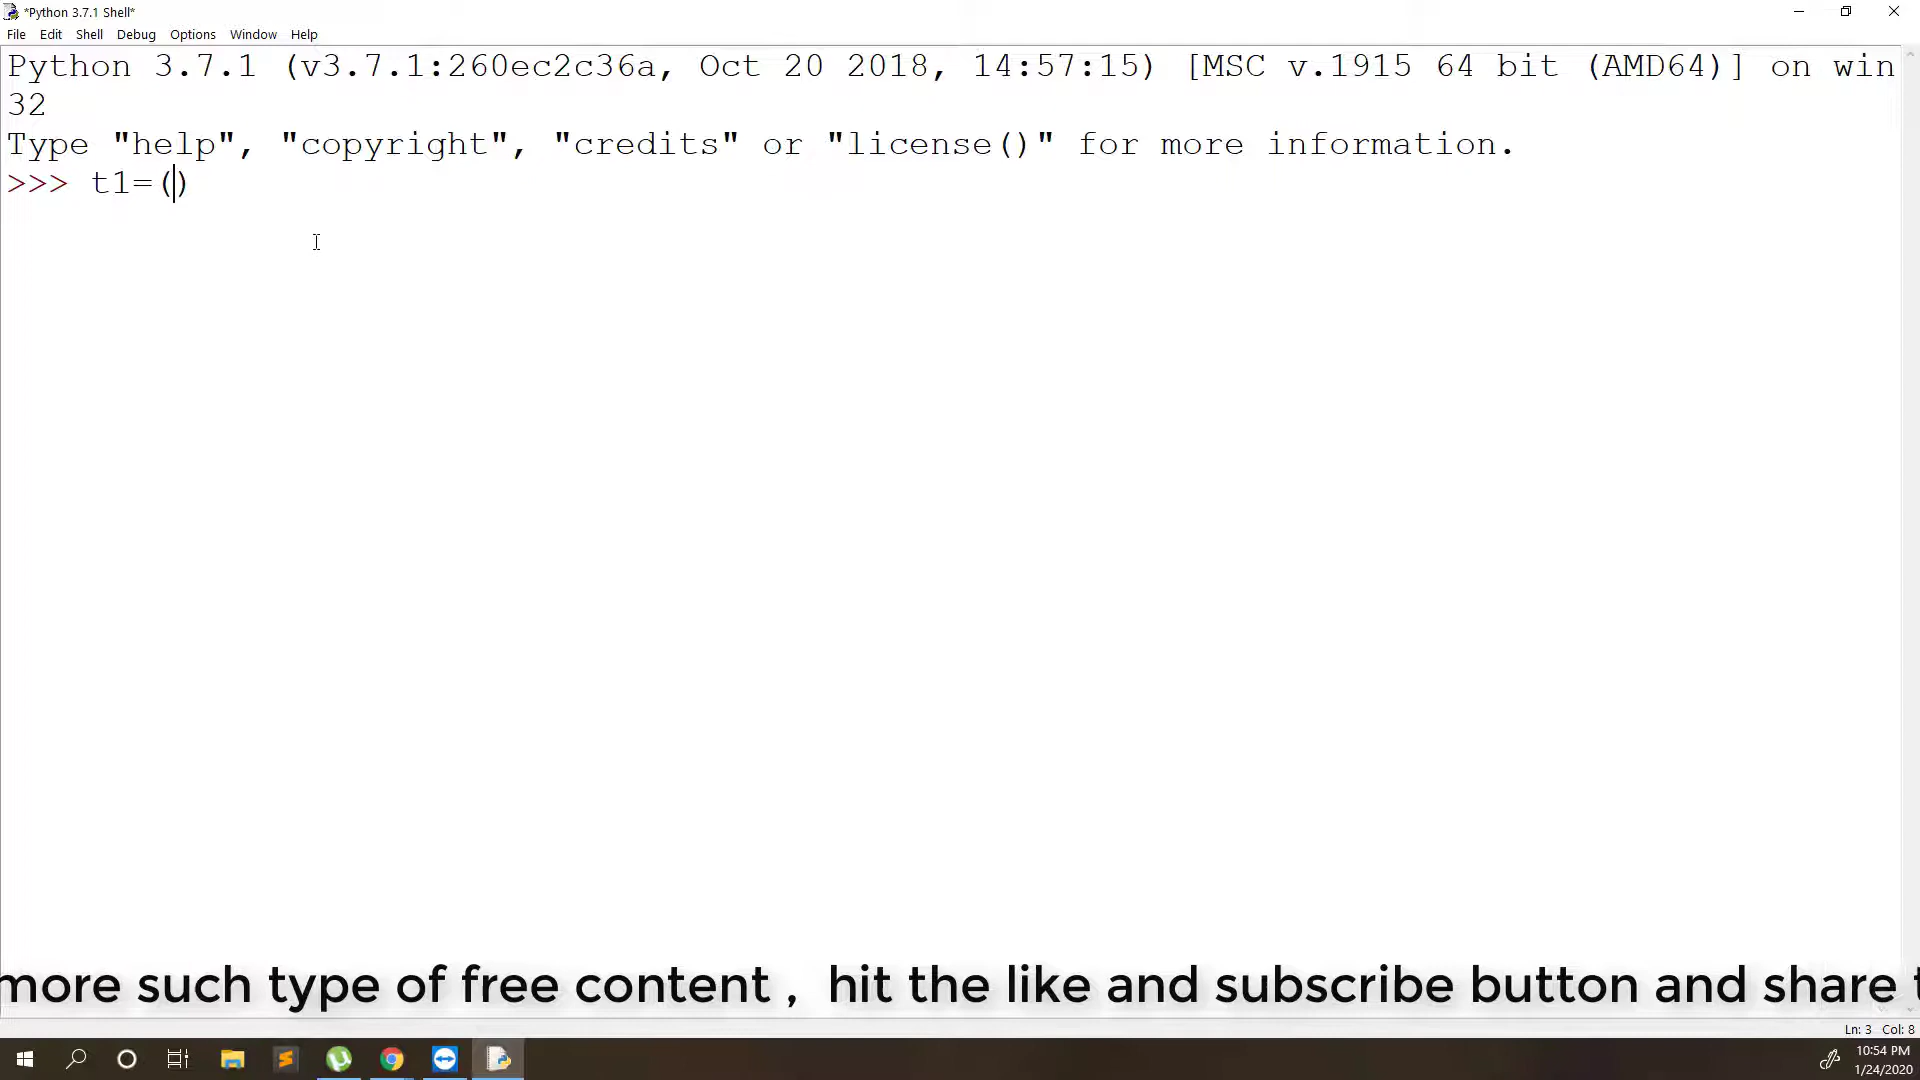 *Python 3.7.1 Shell*
File Edit Shell Debug Options Window Help
Python 3.7.1 (v3.7.1:260ec2c36a, Oct 20 2018, 14:57:15) [MSC v.1915 64 bit (AMD64)] on win
32
Type "help", "copyright", "credits" or "license()" for more information.
>>> t1=()
more such type of free content , hit the like and subscribe button and share t
Ln: 3 Col: 8
10:54 PM
1/24/2020